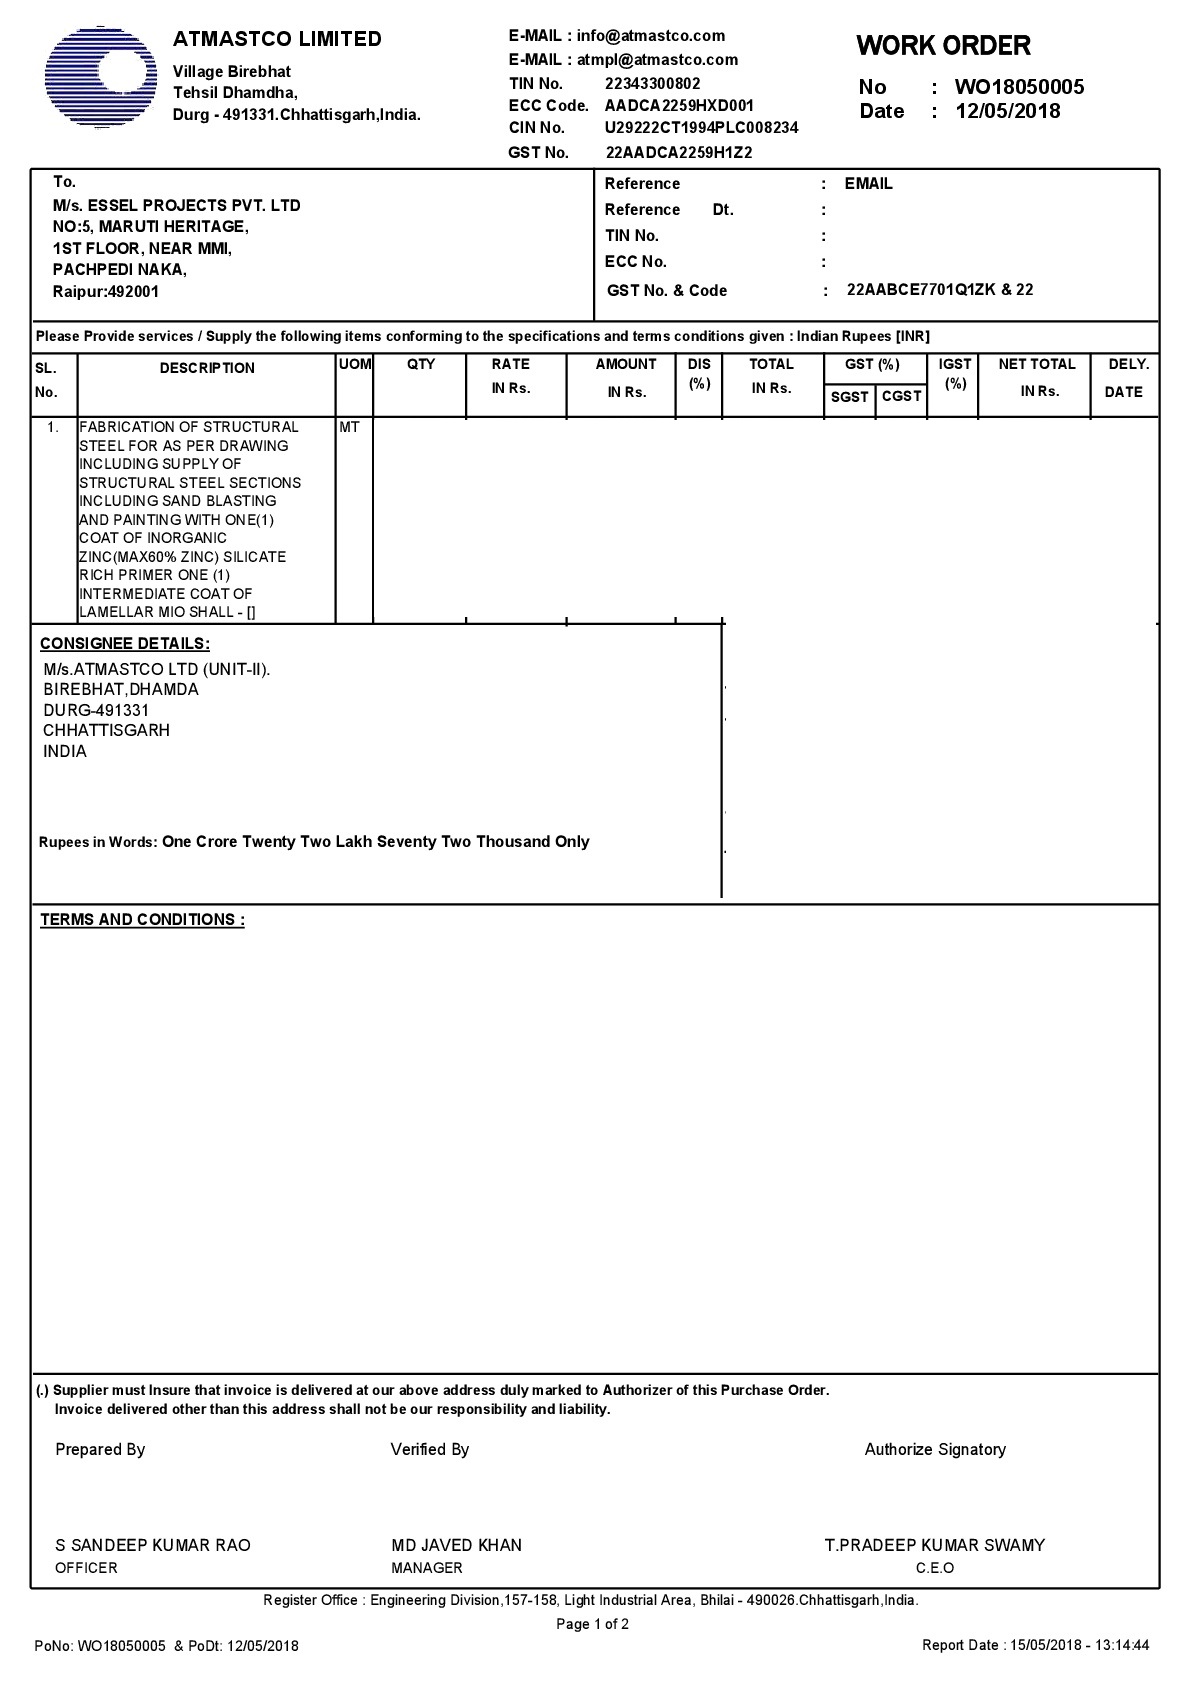 ATMASTCO LIMITED
Village Birebhat
Tehsil Dhamdha,
Durg - 491331.Chhattisgarh,India.
E-MAIL : info@atmastco.com
E-MAIL : atmpl@atmastco.com
TIN No. 22343300802
ECC Code. AADCA2259HXD001
CIN No. U29222CT1994PLC008234
GST No. 22AADCA2259H1Z2
WORK ORDER
No : WO18050005
Date : 12/05/2018
To.
M/s. ESSEL PROJECTS PVT. LTD
NO:5, MARUTI HERITAGE,
1ST FLOOR, NEAR MMI,
PACHPEDI NAKA,
Raipur:492001
Reference : EMAIL
Reference Dt. :
TIN No. :
ECC No. :
GST No. & Code : 22AABCE7701Q1ZK & 22
Please Provide services / Supply the following items conforming to the specifications and terms conditions given : Indian Rupees [INR]
SL. No. DESCRIPTION UOM QTY RATE IN Rs. AMOUNT IN Rs. DIS (%) TOTAL IN Rs. GST (%) SGST CGST IGST (%) NET TOTAL IN Rs. DELY. DATE
1. FABRICATION OF STRUCTURAL MT
STEEL FOR AS PER DRAWING
INCLUDING SUPPLY OF
STRUCTURAL STEEL SECTIONS
INCLUDING SAND BLASTING
AND PAINTING WITH ONE(1)
COAT OF INORGANIC
ZINC(MAX60% ZINC) SILICATE
RICH PRIMER ONE (1)
INTERMEDIATE COAT OF
LAMELLAR MIO SHALL - []
CONSIGNEE DETAILS:
M/s.ATMASTCO LTD (UNIT-II).
BIREBHAT,DHAMDA
DURG-491331
CHHATTISGARH
INDIA
Rupees in Words: One Crore Twenty Two Lakh Seventy Two Thousand Only
TERMS AND CONDITIONS :
(.) Supplier must Insure that invoice is delivered at our above address duly marked to Authorizer of this Purchase Order.
Invoice delivered other than this address shall not be our responsibility and liability.
Prepared By Verified By Authorize Signatory
S SANDEEP KUMAR RAO MD JAVED KHAN T.PRADEEP KUMAR SWAMY
OFFICER MANAGER C.E.O
Register Office : Engineering Division,157-158, Light Industrial Area, Bhilai - 490026.Chhattisgarh,India.
Page 1 of 2
PoNo: WO18050005 & PoDt: 12/05/2018 Report Date : 15/05/2018 - 13:14:44